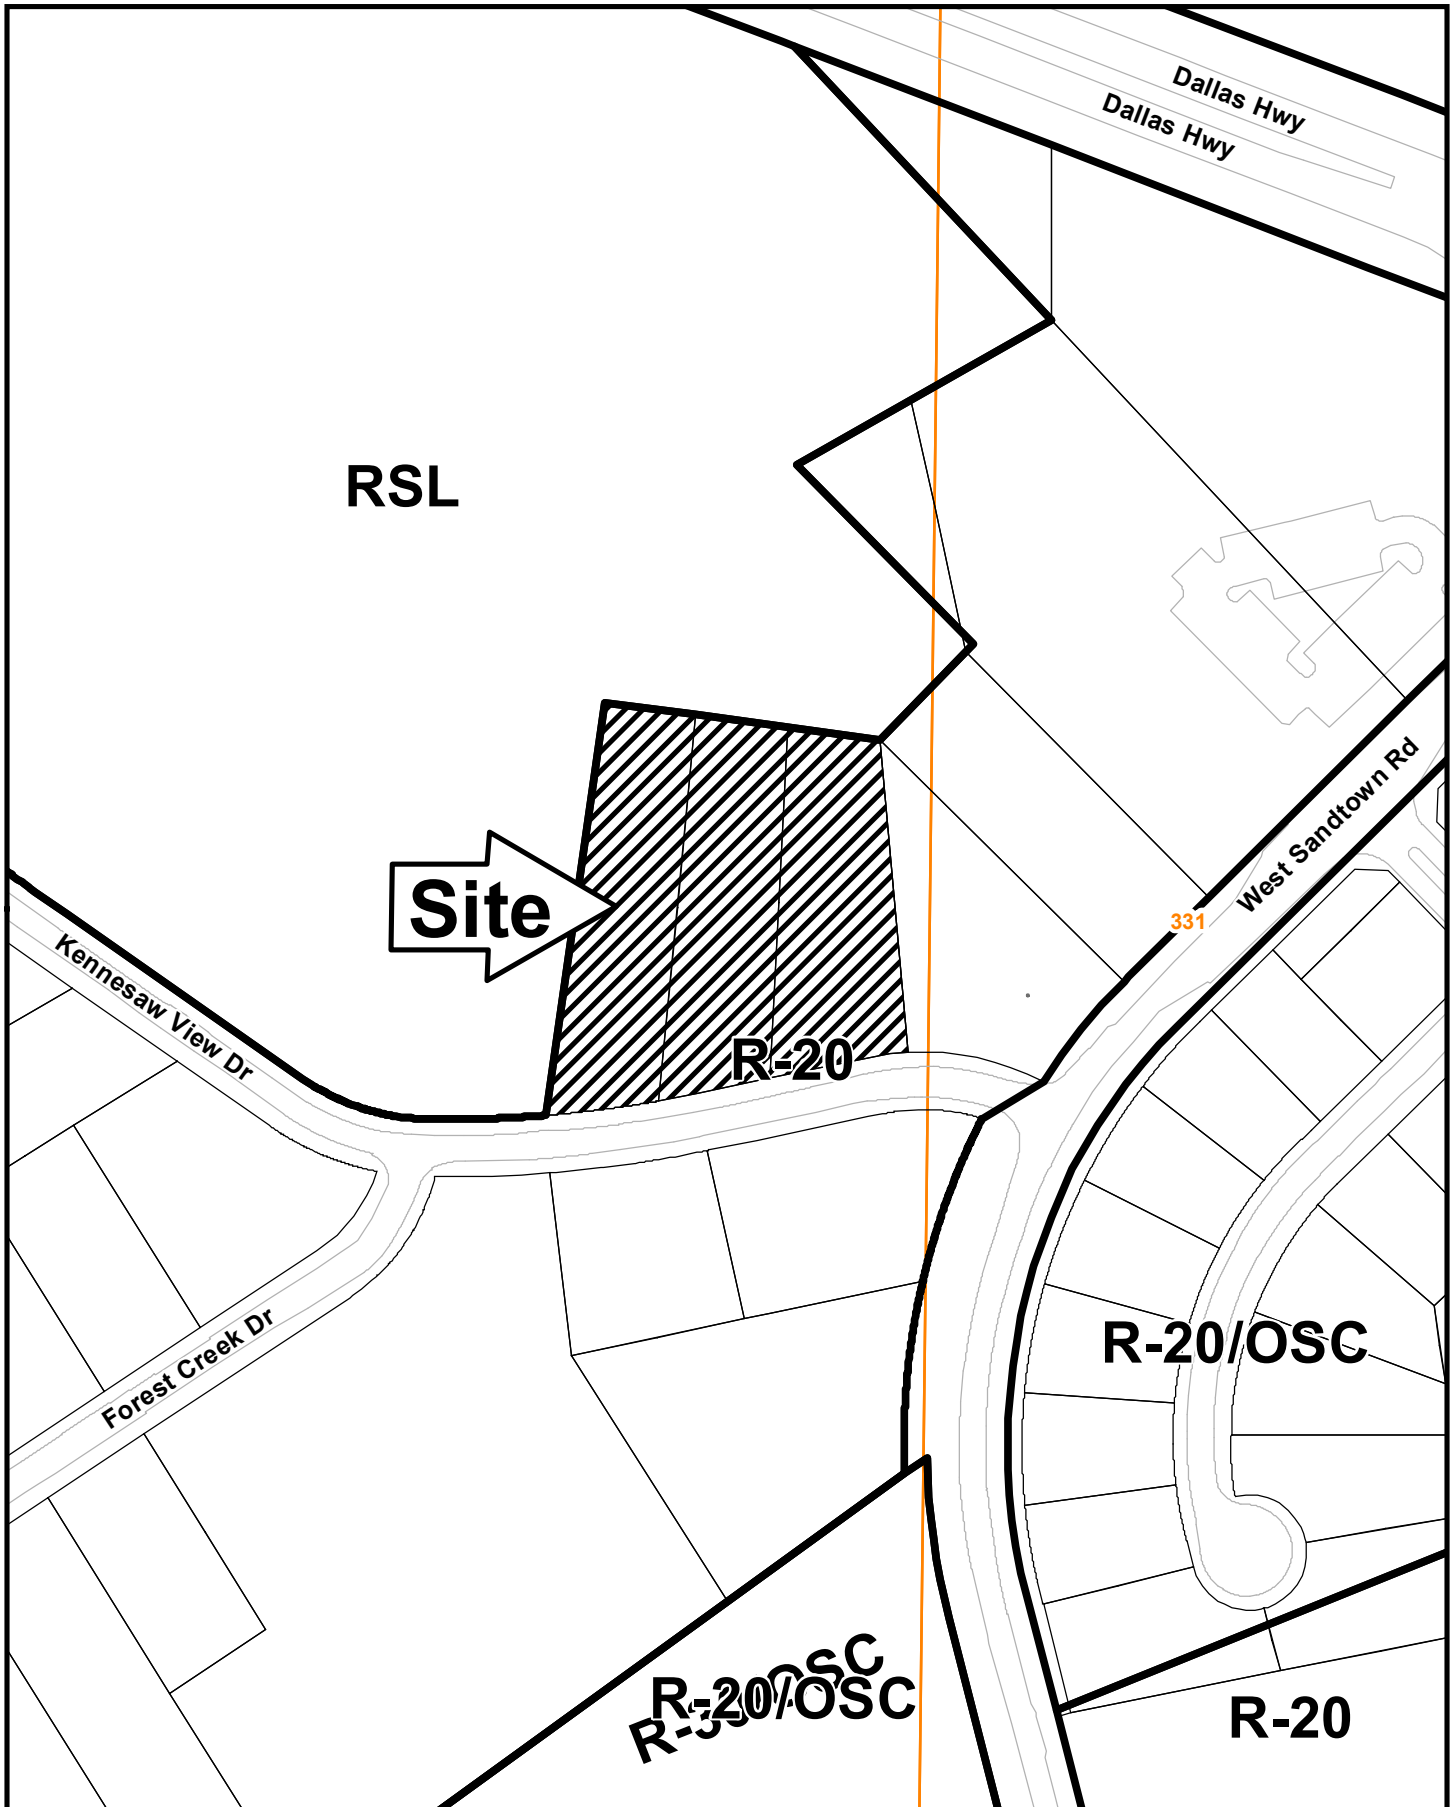 Dallas Hwy
Dallas Hwy
RSL
West Sandtown Rd
Site
331
Kennesaw View Dr
R-20
R-20/OSC
Forest Creek Dr
R-20/OSC
R-20